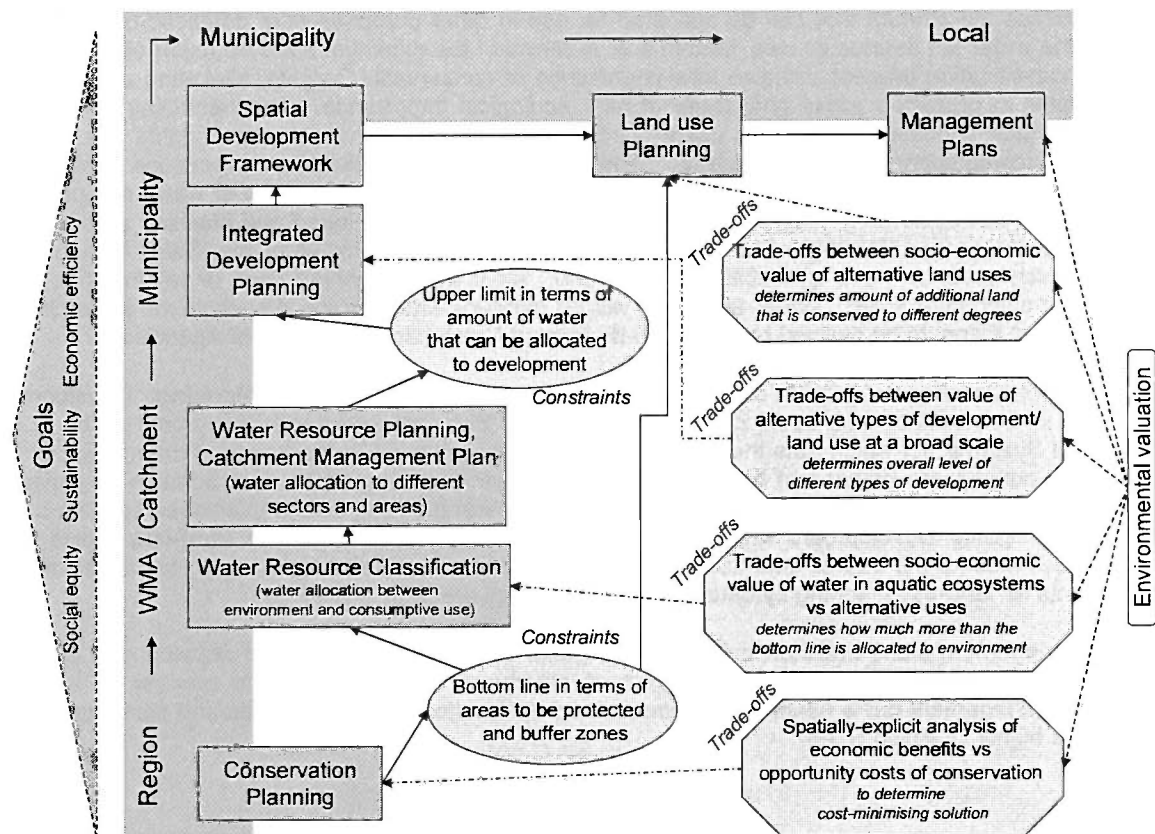 Municipality
Local
Spatial
Development
Framework
Land use
Planning
Management
Plans
Integrated
Development
Planning
Trade-offs
Trade-offs between socio-economic
value of alternative land uses
determines amount of additional land
that is conserved to different degrees
Upper limit in terms of
amount of water
that can be allocated
to development
Constraints
Trade-offs
Trade-offs between value of
alternative types of development/
land use at a broad scale
determines overall level of
different types of development
Water Resource Planning,
Catchment Management Plan
(water allocation to different
sectors and areas)
Water Resource Classification
(water allocation between
environment and consumptive use)
Trade-offs
Trade-offs between socio-economic
value of water in aquatic ecosystems
vs alternative uses
determines how much more than the
bottom line is allocated to environment
Constraints
Bottom line in terms of
areas to be protected
and buffer zones
Conservation
Planning
Trade-offs
Spatially-explicit analysis of
economic benefits vs
opportunity costs of conservation
to determine
cost-minimising solution
Goals
Social equity Sustainability Economic efficiency
Region
WMA / Catchment
Municipality
Environmental valuation